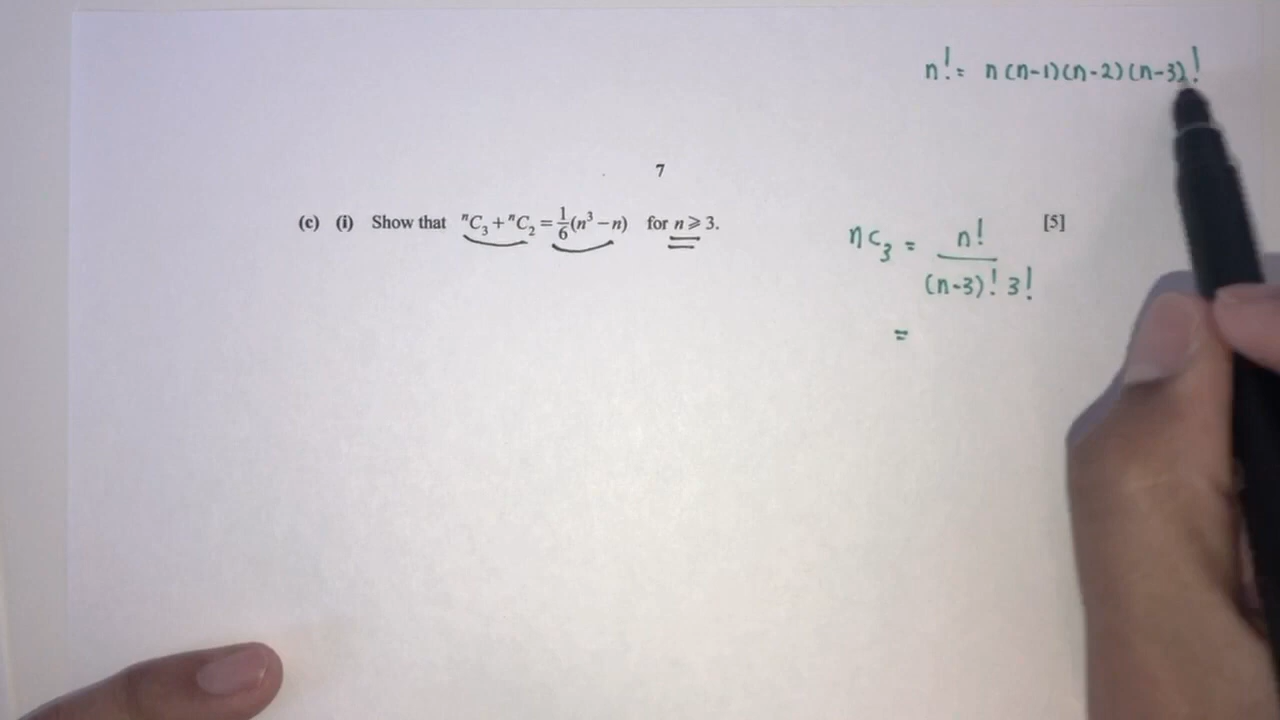 n! = n(n-1)(n-2)(n-3)!
7
(c) (i) Show that ⁿC₃ + ⁿC₂ = 1/6(n³ − n) for n ⩾ 3.
[5]
nC₃ = n!/((n-3)! 3!)
=